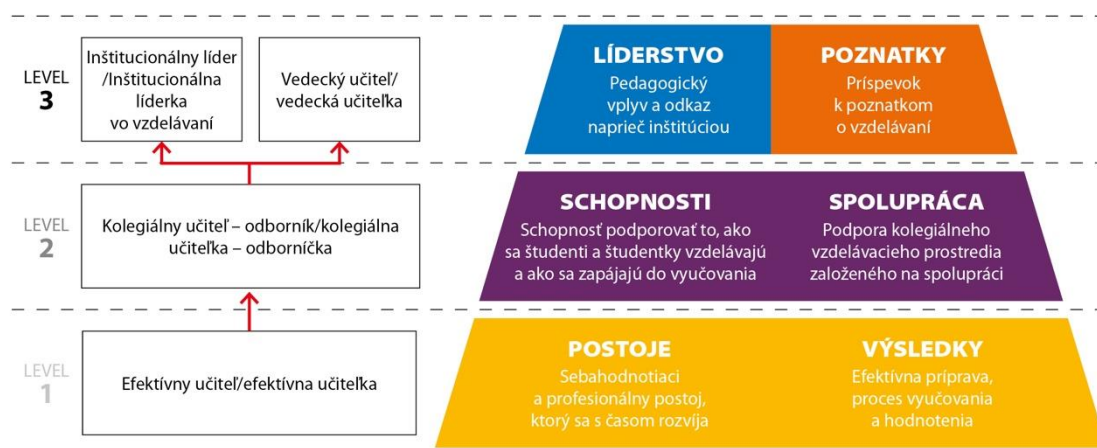 LEVEL
3
Inštitucionálny líder
/Inštitucionálna
líderka
vo vzdelávaní
Vedecký učiteľ/
vedecká učiteľka
LÍDERSTVO
Pedagogický
vplyv a odkaz
naprieč inštitúciou
POZNATKY
Príspevok
k poznatkom
o vzdelávaní
LEVEL
2
Kolegiálny učiteľ – odborník/kolegiálna
učiteľka – odborníčka
SCHOPNOSTI
Schopnosť podporovať to, ako
sa študenti a študentky vzdelávajú
a ako sa zapájajú do vyučovania
SPOLUPRÁCA
Podpora kolegiálneho
vzdelávacieho prostredia
založeného na spolupráci
LEVEL
1
Efektívny učiteľ/efektívna učiteľka
POSTOJE
Sebahodnotiaci
a profesionálny postoj,
ktorý sa s časom rozvíja
VÝSLEDKY
Efektívna príprava,
proces vyučovania
a hodnotenia